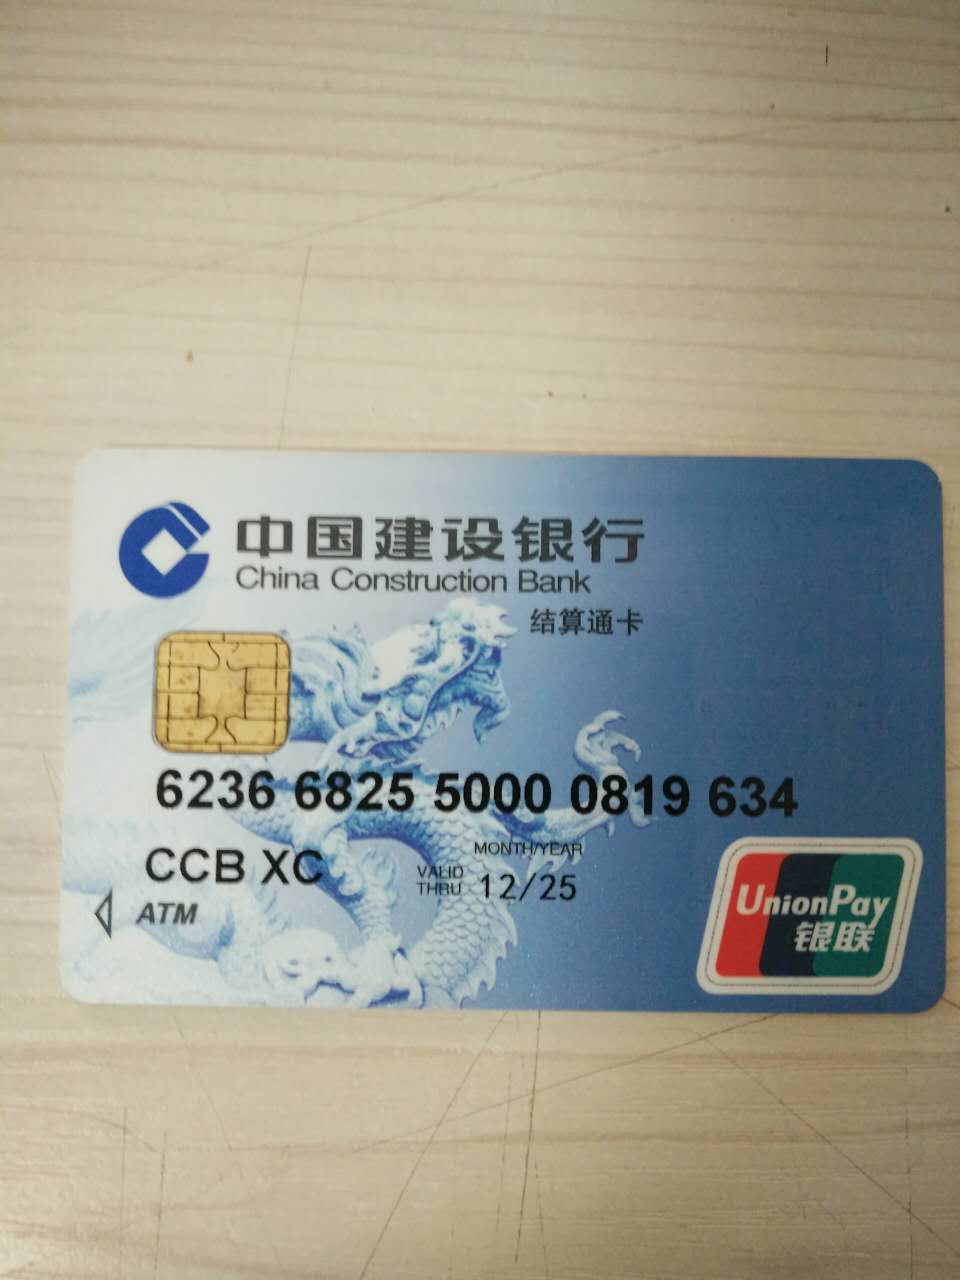 中国建设银行
China Construction Bank
结算通卡
6236 6825 5000 0819 634
MONTH/YEAR
CCB XC
VALID
THRU
12/25
ATM
UnionPay
银联